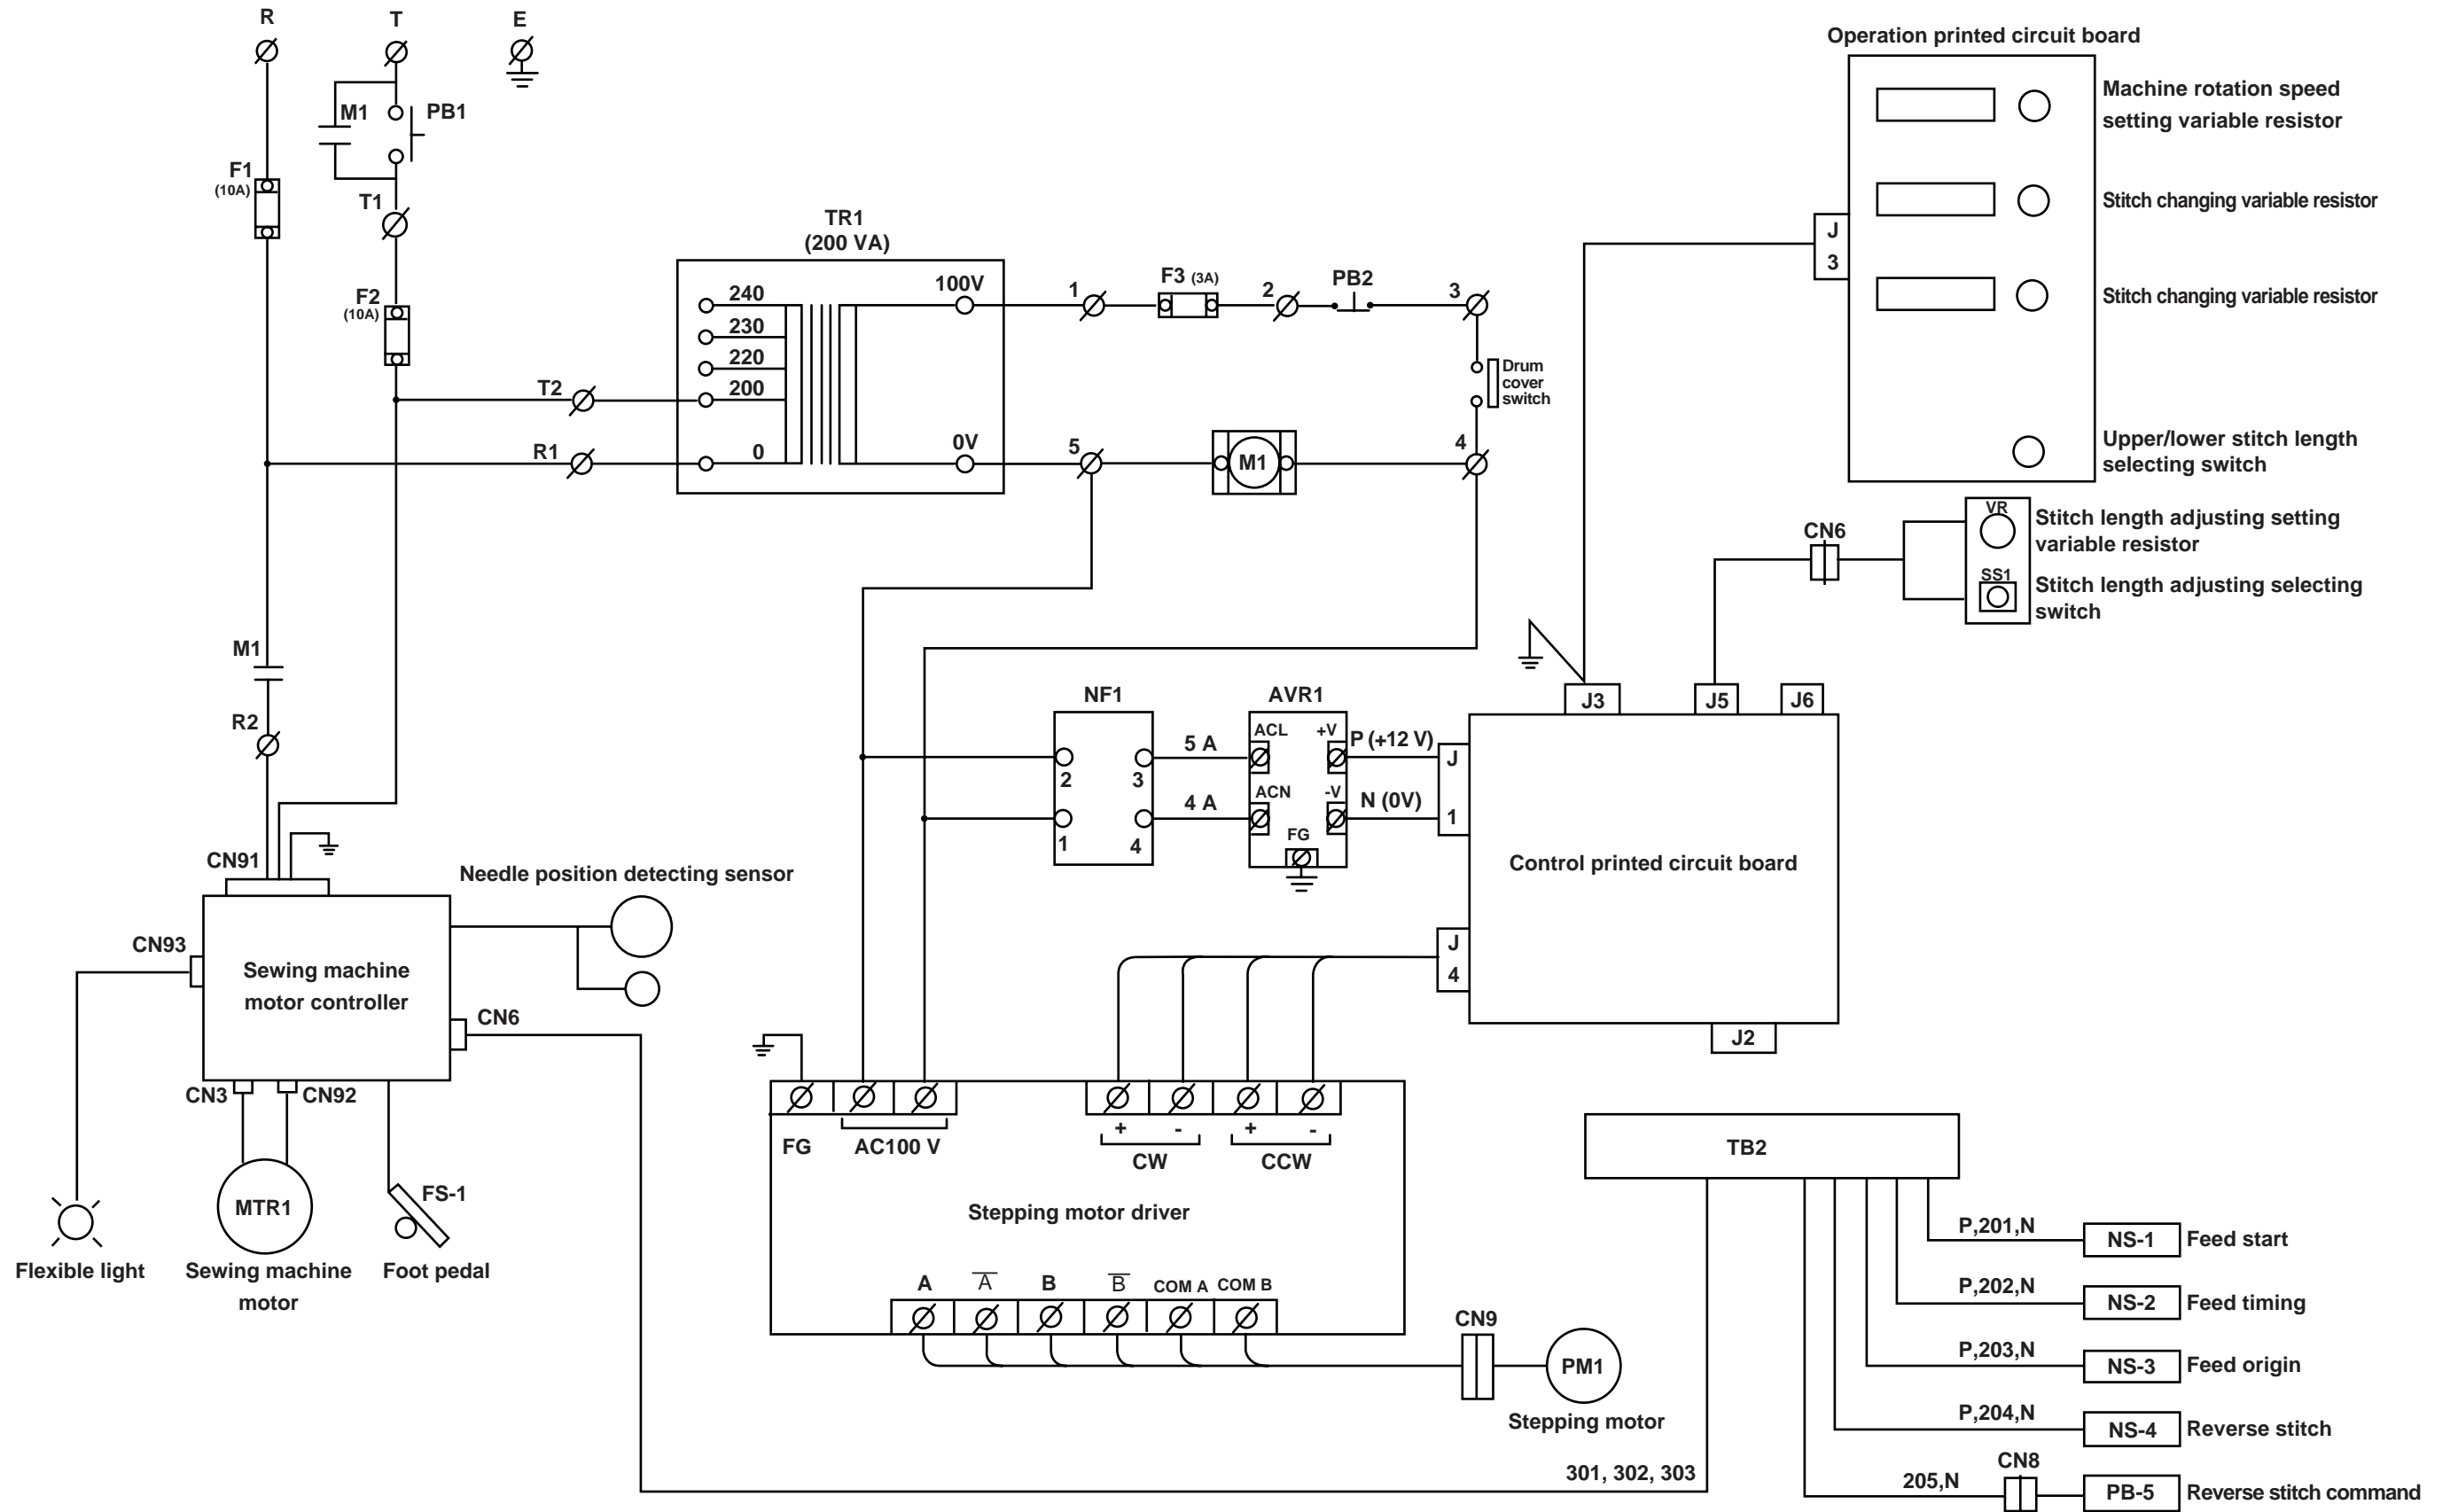 R
T
E
M1
PB1
F1
(10A)
T1
F2
(10A)
T2
R1
M1
R2
TR1
(200 VA)
240
230
220
200
0
100V
0V
1
F3 (3A)
2
PB2
3
Drum
cover
switch
5
M1
4
Operation printed circuit board
Machine rotation speed
setting variable resistor
Stitch changing variable resistor
Stitch changing variable resistor
Upper/lower stitch length
selecting switch
J
3
CN6
VR
Stitch length adjusting setting
variable resistor
SS1
Stitch length adjusting selecting
switch
NF1
2
3
1
4
5 A
4 A
AVR1
ACL
+V
ACN
-V
FG
P (+12 V)
N (0V)
J3
J5
J6
J
1
Control printed circuit board
J
4
J2
CN91
Needle position detecting sensor
CN93
Sewing machine
motor controller
CN6
CN3
CN92
MTR1
FS-1
Flexible light
Sewing machine
motor
Foot pedal
FG
AC100 V
+
-
+
-
CW
CCW
Stepping motor driver
A
A̅
B
B̅
COM A
COM B
CN9
PM1
Stepping motor
TB2
P,201,N
NS-1
Feed start
P,202,N
NS-2
Feed timing
P,203,N
NS-3
Feed origin
P,204,N
NS-4
Reverse stitch
301, 302, 303
205,N
CN8
PB-5
Reverse stitch command